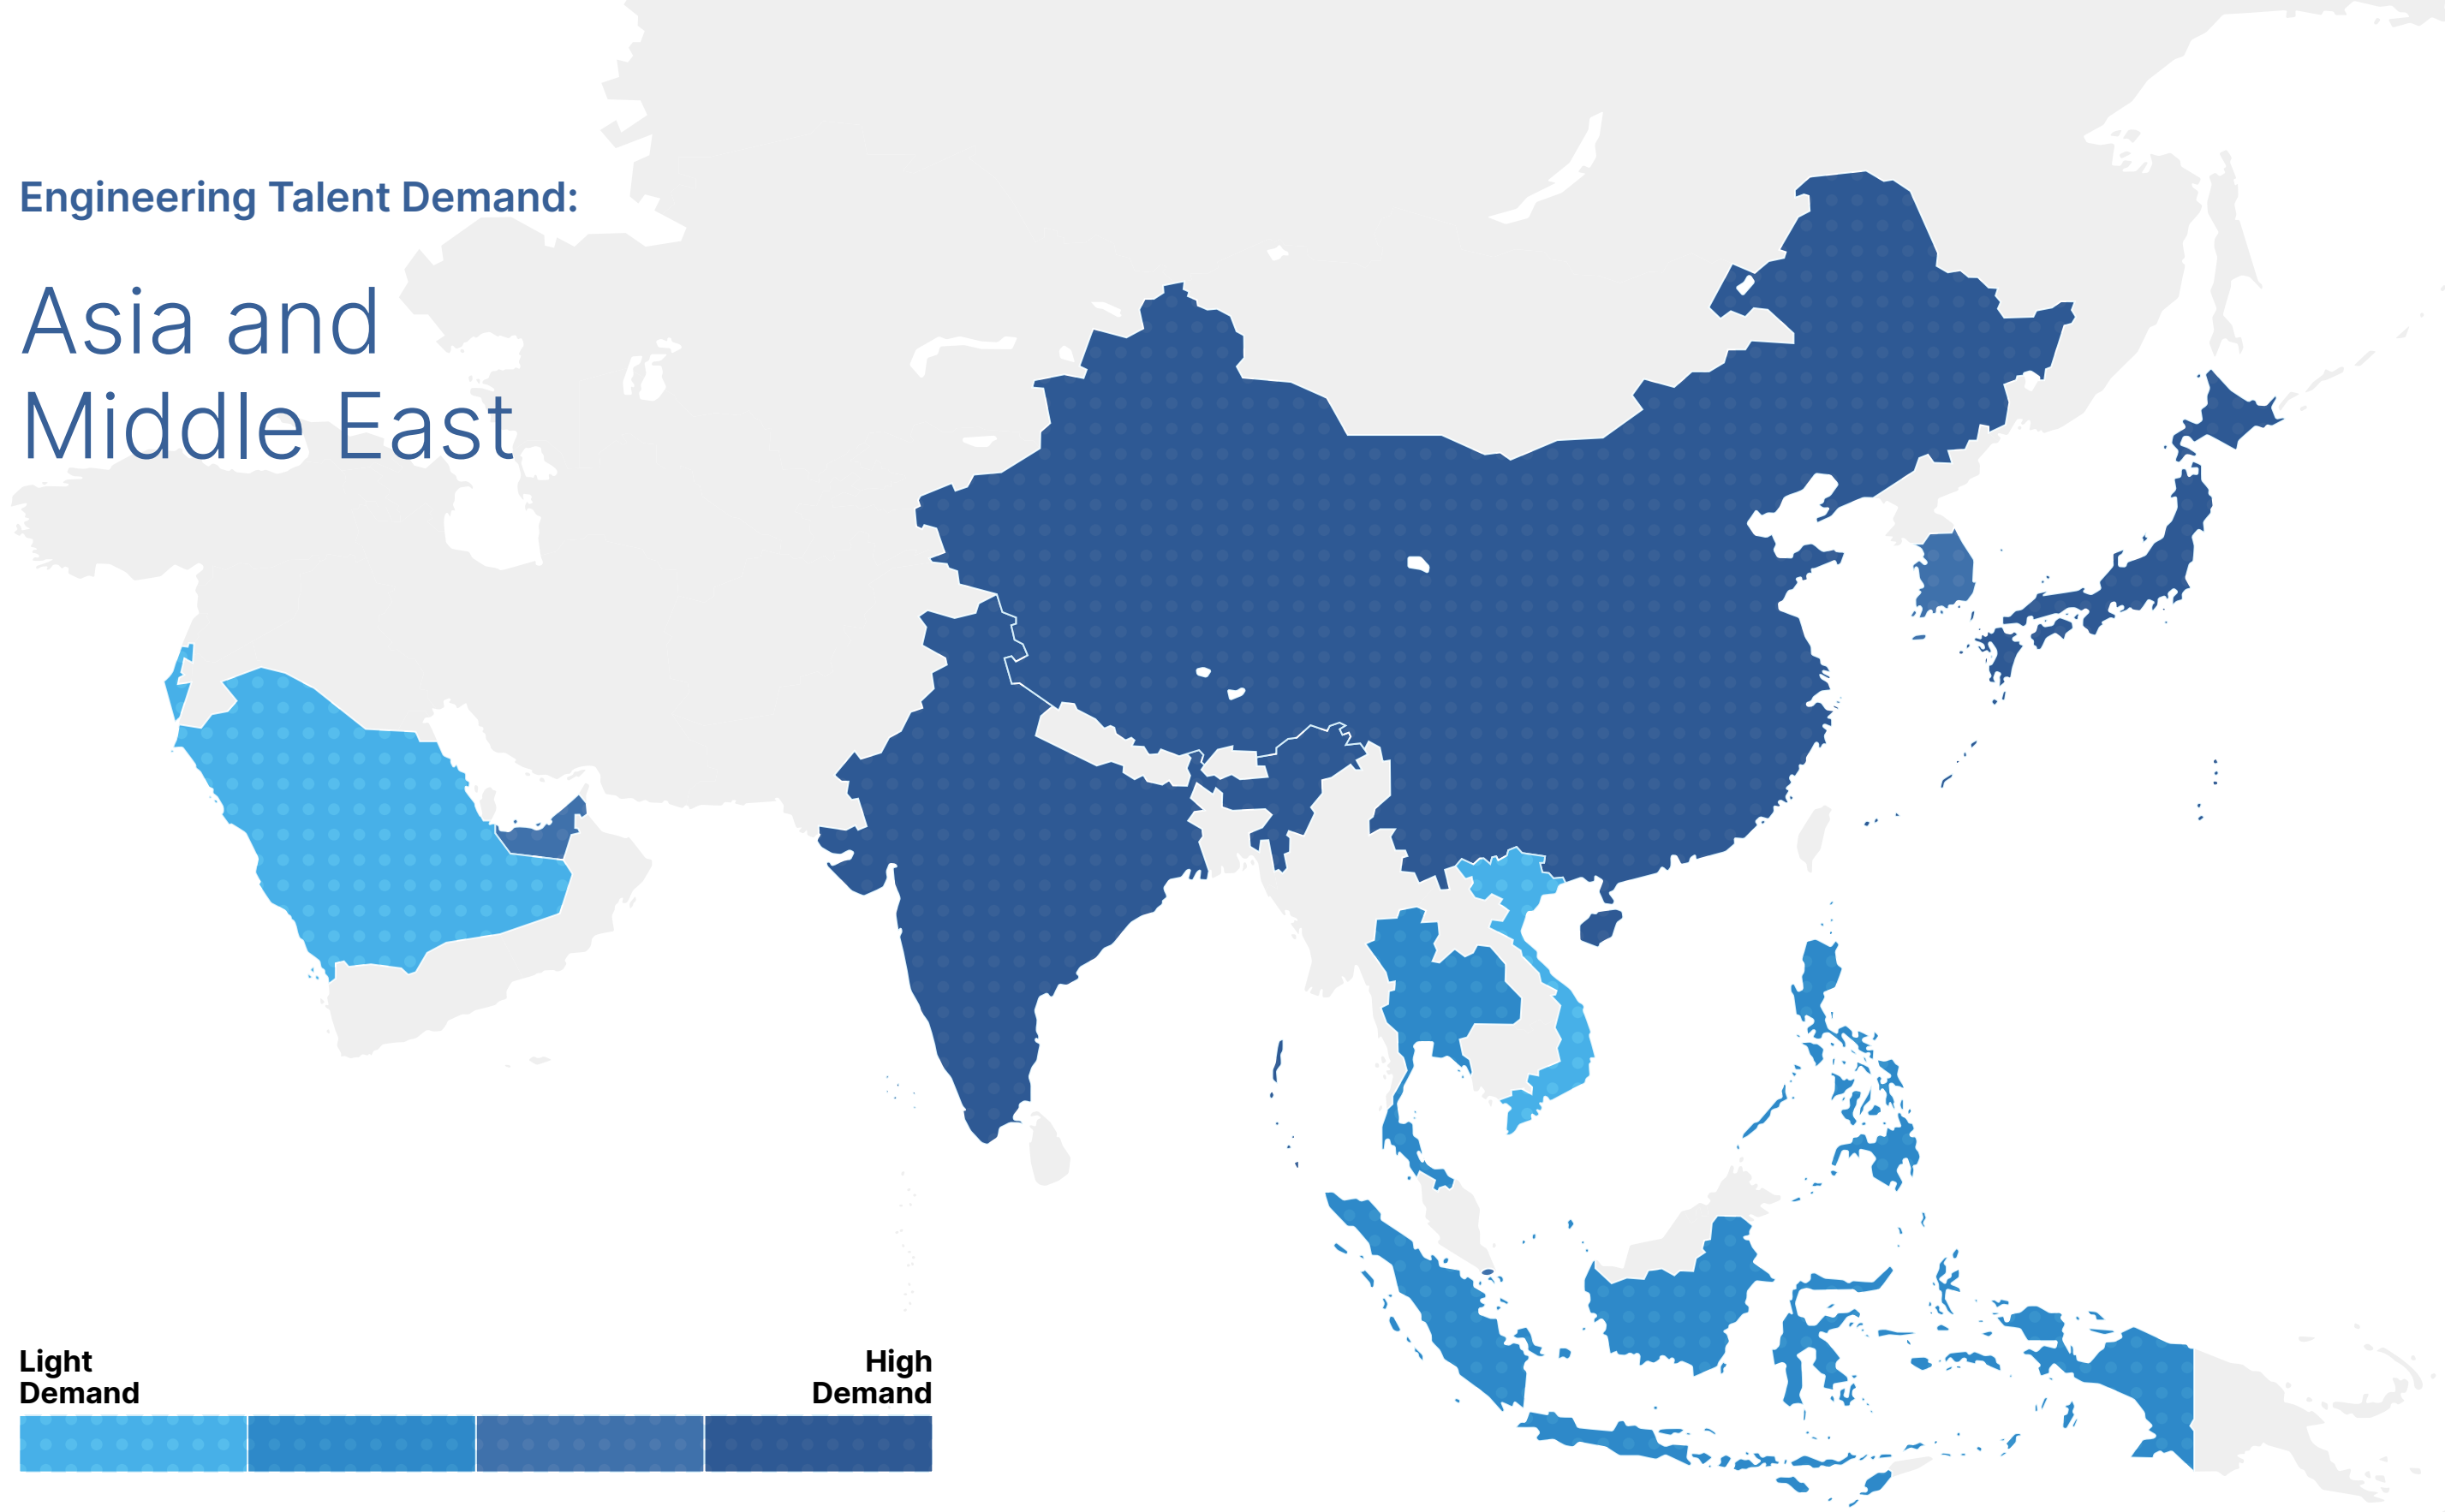 Engineering Talent Demand:
Asia and
Middle East
Light
Demand
High
Demand